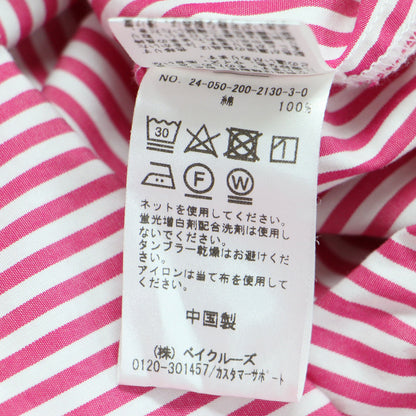 NO. 24-050-200-2130-3-0
綿 100%
30
F W
ネットを使用してください。
蛍光増白剤配合洗剤は使用し
ないでください。
タンブラー乾燥はお避けくださ
い。
アイロンは当て布を使用して
ください。
中国製
(株) ベイクルーズ
0120-301457/カスタマーサポート